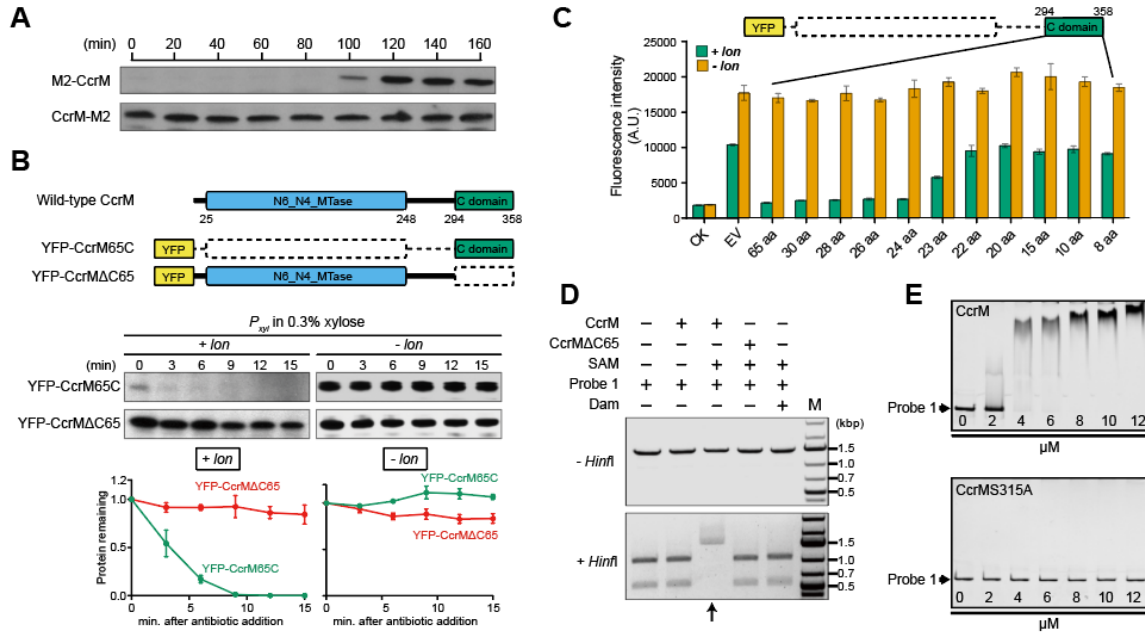 A
(min)
0 20 40 60 80 100 120 140 160
M2-CcrM
CcrM-M2
B
Wild-type CcrM
N6_N4_MTase
C domain
25 248 294 358
YFP-CcrM65C
YFP
C domain
YFP-CcrMΔC65
YFP
N6_N4_MTase
Pxyl in 0.3% xylose
+ lon - lon
(min) 0 3 6 9 12 15 0 3 6 9 12 15
YFP-CcrM65C
YFP-CcrMΔC65
+ lon - lon
Protein remaining
1.2
1.0
0.5
0.0
YFP-CcrMΔC65
YFP-CcrM65C
0 5 10 15
min. after antibiotic addition
YFP-CcrM65C
YFP-CcrMΔC65
0 5 10 15
min. after antibiotic addition
C
294 358
YFP
C domain
+ lon
- lon
Fluorescence intensity
(A.U.)
25000
20000
15000
10000
5000
0
CK EV 65 aa 30 aa 28 aa 26 aa 24 aa 23 aa 22 aa 20 aa 15 aa 10 aa 8 aa
D
CcrM – + + – –
CcrMΔC65 – – – + –
SAM – – + + +
Probe 1 + + + + +
Dam – – – – + M
(kbp)
- HinfI
1.5
1.0
0.7
0.5
+ HinfI
1.5
1.0
0.7
0.5
E
CcrM
Probe 1
0 2 4 6 8 10 12
µM
CcrMS315A
Probe 1
0 2 4 6 8 10 12
µM